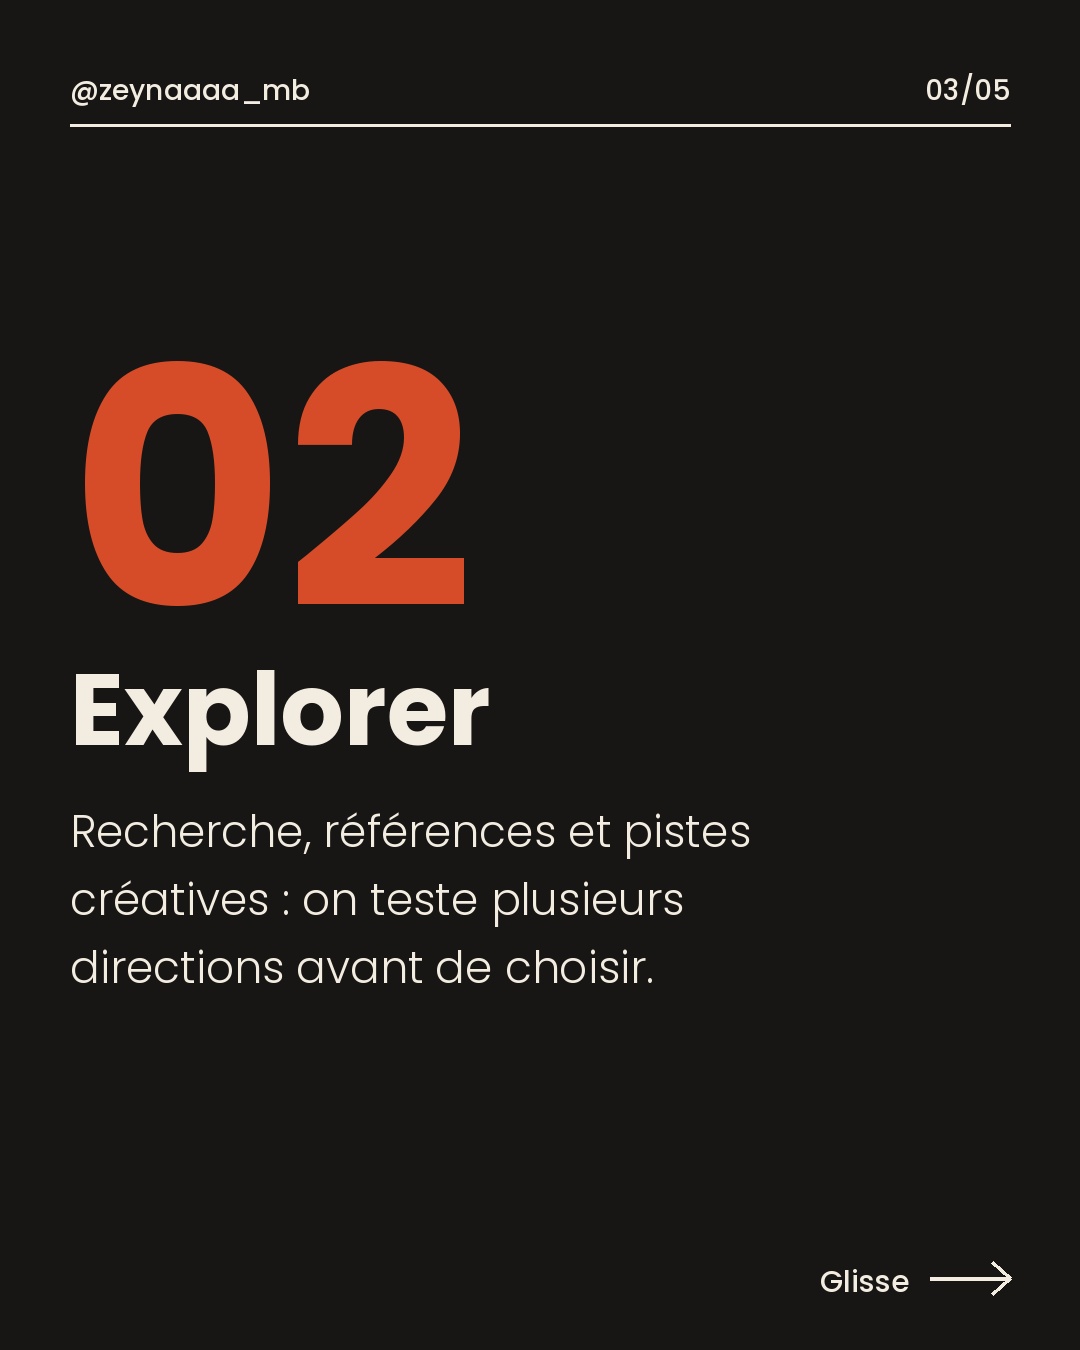 @zeynaaaa_mb
03/05
02
Explorer
Recherche, références et pistes
créatives : on teste plusieurs
directions avant de choisir.
Glisse